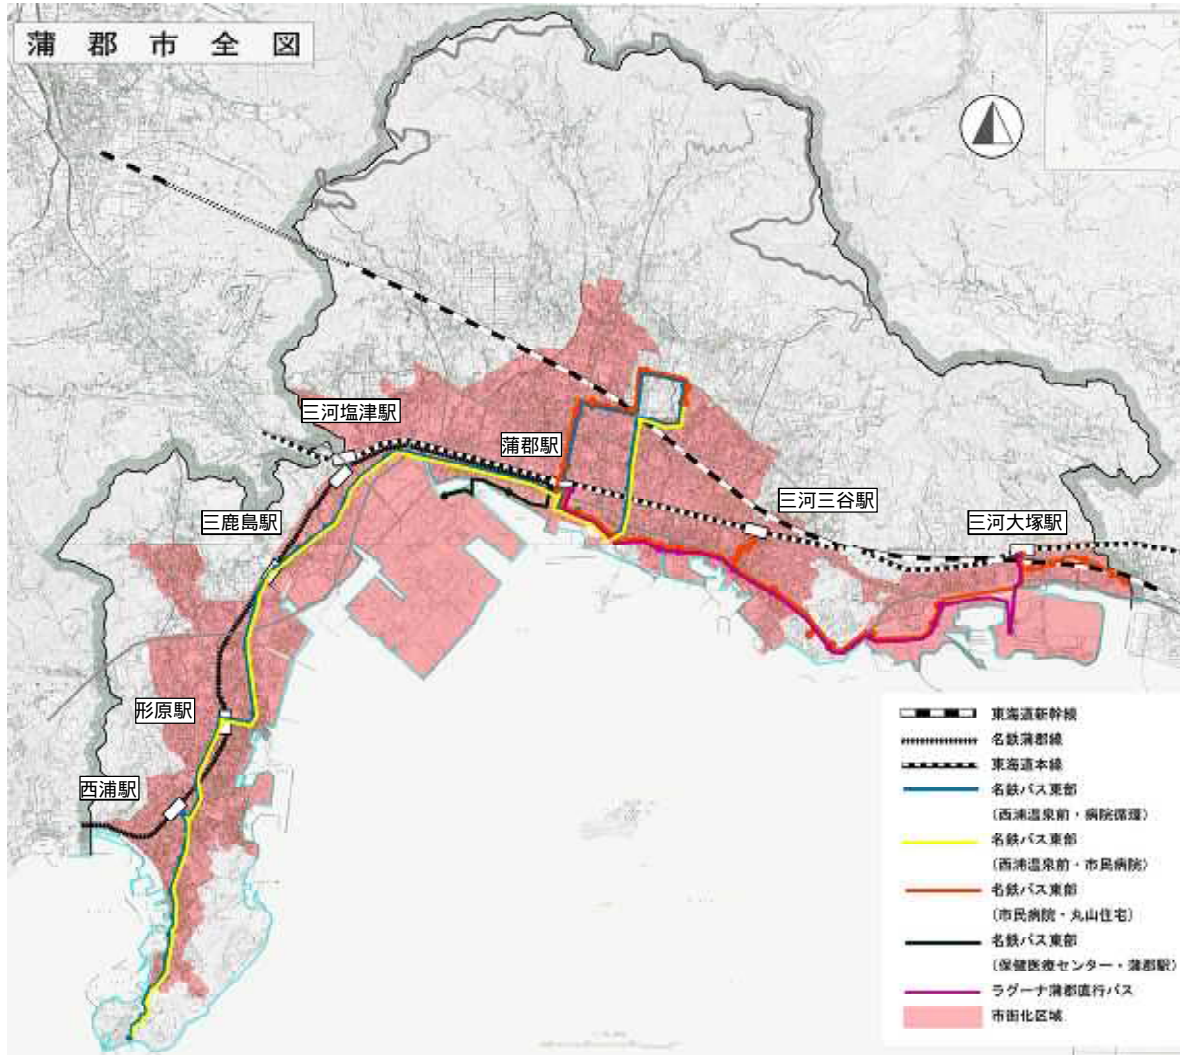 蒲郡市全図
三河塩津駅
蒲郡駅
三鹿島駅
三河三谷駅
三河大塚駅
形原駅
西浦駅
東海道新幹線
名鉄蒲郡線
東海道本線
名鉄バス東部
(西浦温泉前・病院循環)
名鉄バス東部
(西浦温泉前・市民病院)
名鉄バス東部
(市民病院・丸山住宅)
名鉄バス東部
(保健医療センター・蒲郡駅)
ラグーナ蒲郡直行バス
市街化区域